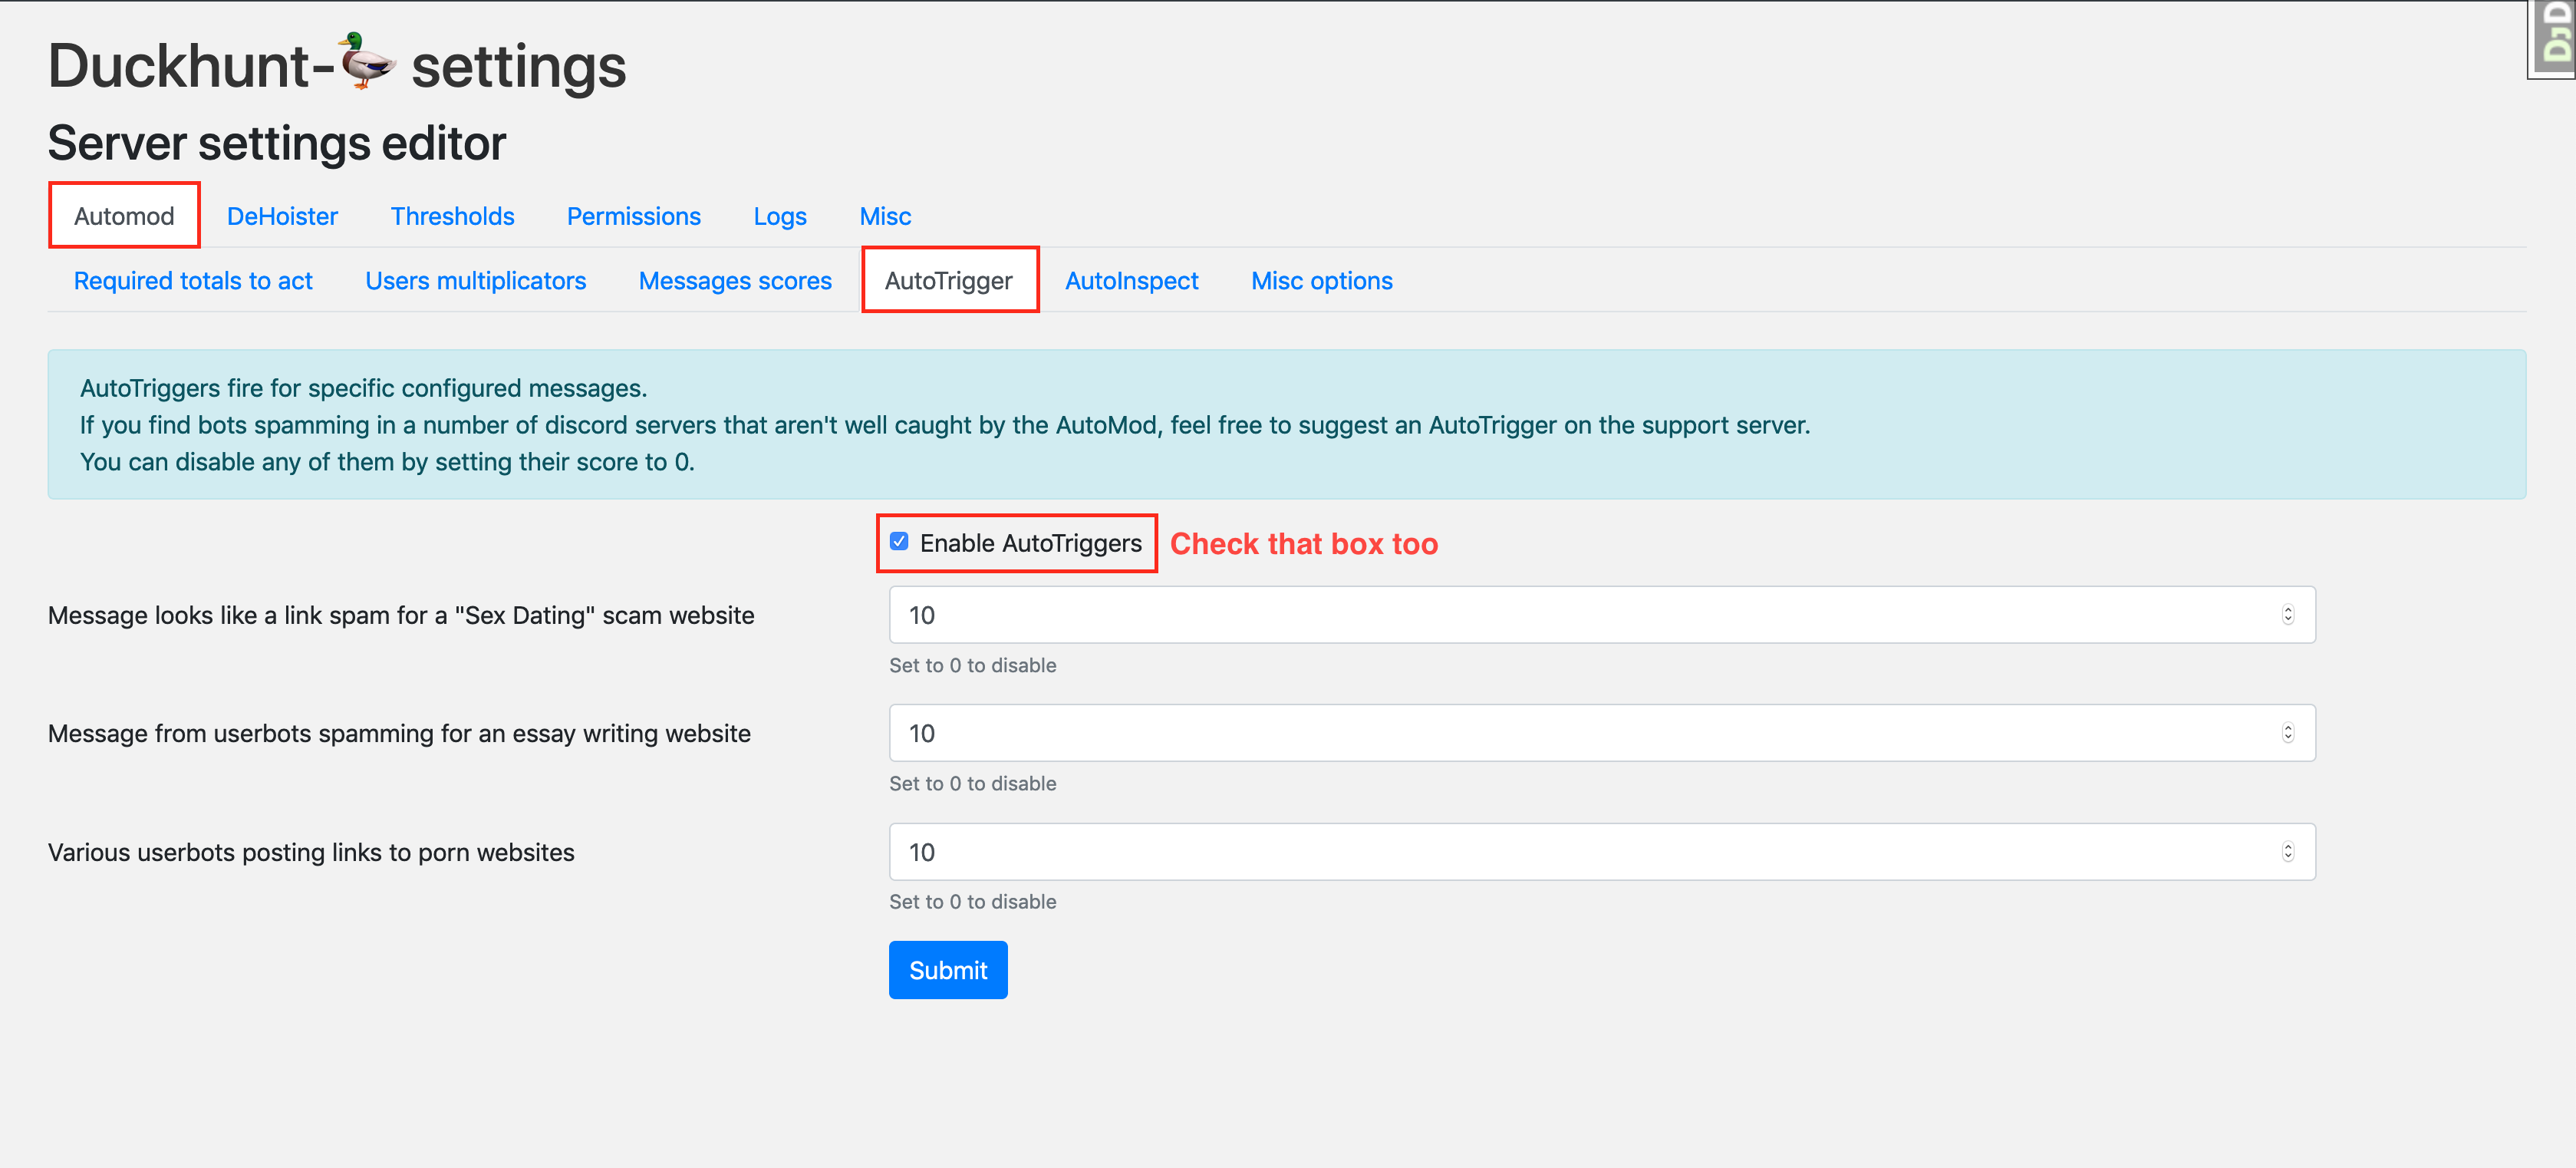 Duckhunt-🦆 settings
Server settings editor
Automod DeHoister Thresholds Permissions Logs Misc
Required totals to act Users multiplicators Messages scores AutoTrigger AutoInspect Misc options
AutoTriggers fire for specific configured messages.
If you find bots spamming in a number of discord servers that aren't well caught by the AutoMod, feel free to suggest an AutoTrigger on the support server.
You can disable any of them by setting their score to 0.
Enable AutoTriggers Check that box too
Message looks like a link spam for a "Sex Dating" scam website 10
Set to 0 to disable
Message from userbots spamming for an essay writing website 10
Set to 0 to disable
Various userbots posting links to porn websites 10
Set to 0 to disable
Submit
DJD